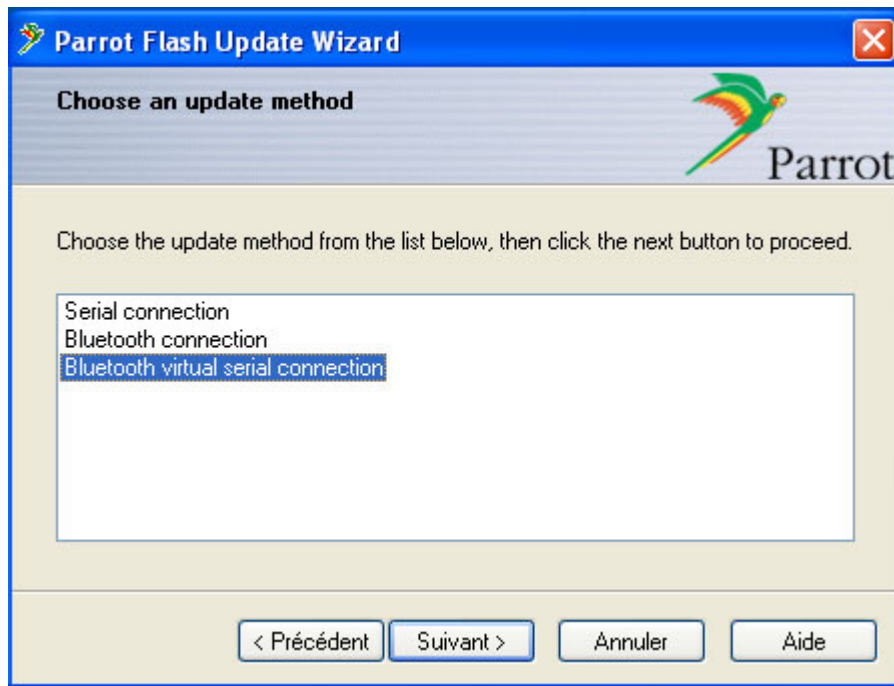 Parrot Flash Update Wizard
Choose an update method
Parrot
Choose the update method from the list below, then click the next button to proceed.
Serial connection
Bluetooth connection
Bluetooth virtual serial connection
< Précédent Suivant > Annuler Aide